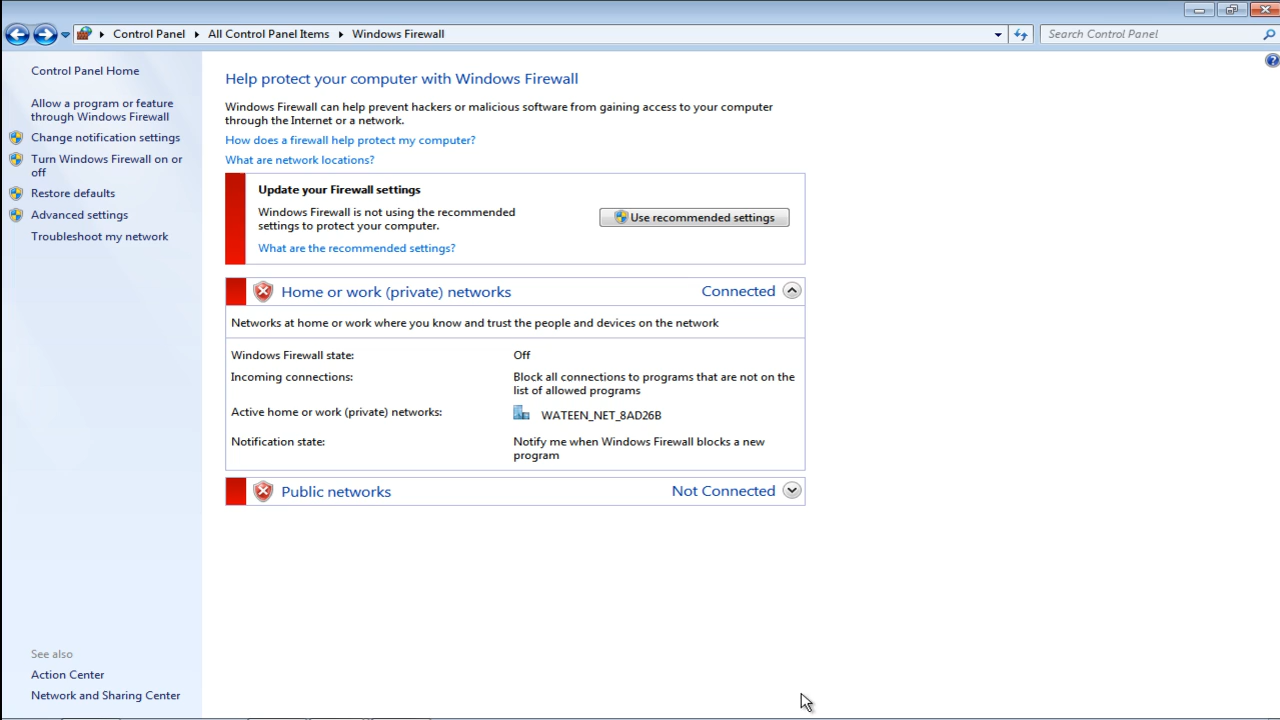 Control Panel All Control Panel Items Windows Firewall Search Control Panel
Control Panel Home
Allow a program or feature
through Windows Firewall
Change notification settings
Turn Windows Firewall on or
off
Restore defaults
Advanced settings
Troubleshoot my network
Help protect your computer with Windows Firewall
Windows Firewall can help prevent hackers or malicious software from gaining access to your computer
through the Internet or a network.
How does a firewall help protect my computer?
What are network locations?
Update your Firewall settings
Windows Firewall is not using the recommended
settings to protect your computer.
Use recommended settings
What are the recommended settings?
Home or work (private) networks Connected
Networks at home or work where you know and trust the people and devices on the network
Windows Firewall state: Off
Incoming connections: Block all connections to programs that are not on the
list of allowed programs
Active home or work (private) networks: WATEEN_NET_8AD26B
Notification state: Notify me when Windows Firewall blocks a new
program
Public networks Not Connected
See also
Action Center
Network and Sharing Center